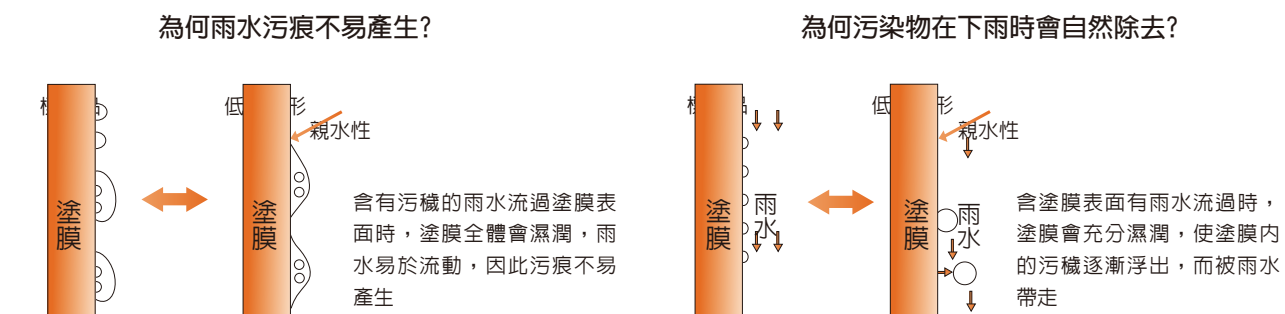 為何雨水污痕不易產生?
低 形
親水性
塗膜
塗膜
含有污穢的雨水流過塗膜表
面時，塗膜全體會濕潤，雨
水易於流動，因此污痕不易
產生
為何污染物在下雨時會自然除去?
低 形
親水性
塗膜
雨水
塗膜
雨水
含塗膜表面有雨水流過時，
塗膜會充分濕潤，使塗膜内
的污穢逐漸浮出，而被雨水
帶走